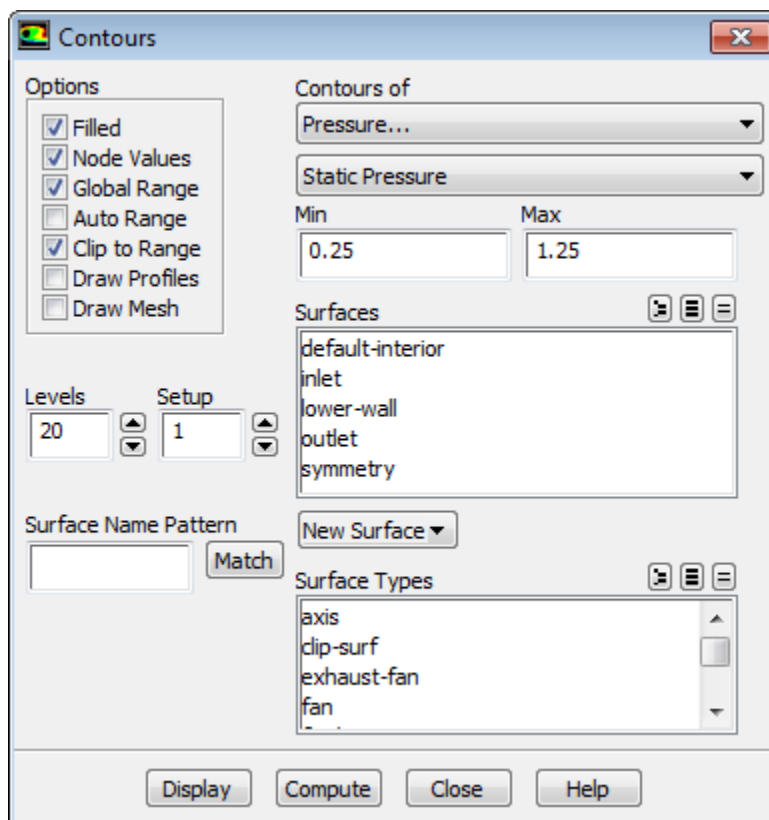 Contours
Options
Filled
Node Values
Global Range
Auto Range
Clip to Range
Draw Profiles
Draw Mesh
Levels
Setup
20
1
Surface Name Pattern
Match
Contours of
Pressure...
Static Pressure
Min
Max
0.25
1.25
Surfaces
default-interior
inlet
lower-wall
outlet
symmetry
New Surface
Surface Types
axis
clip-surf
exhaust-fan
fan
Display
Compute
Close
Help